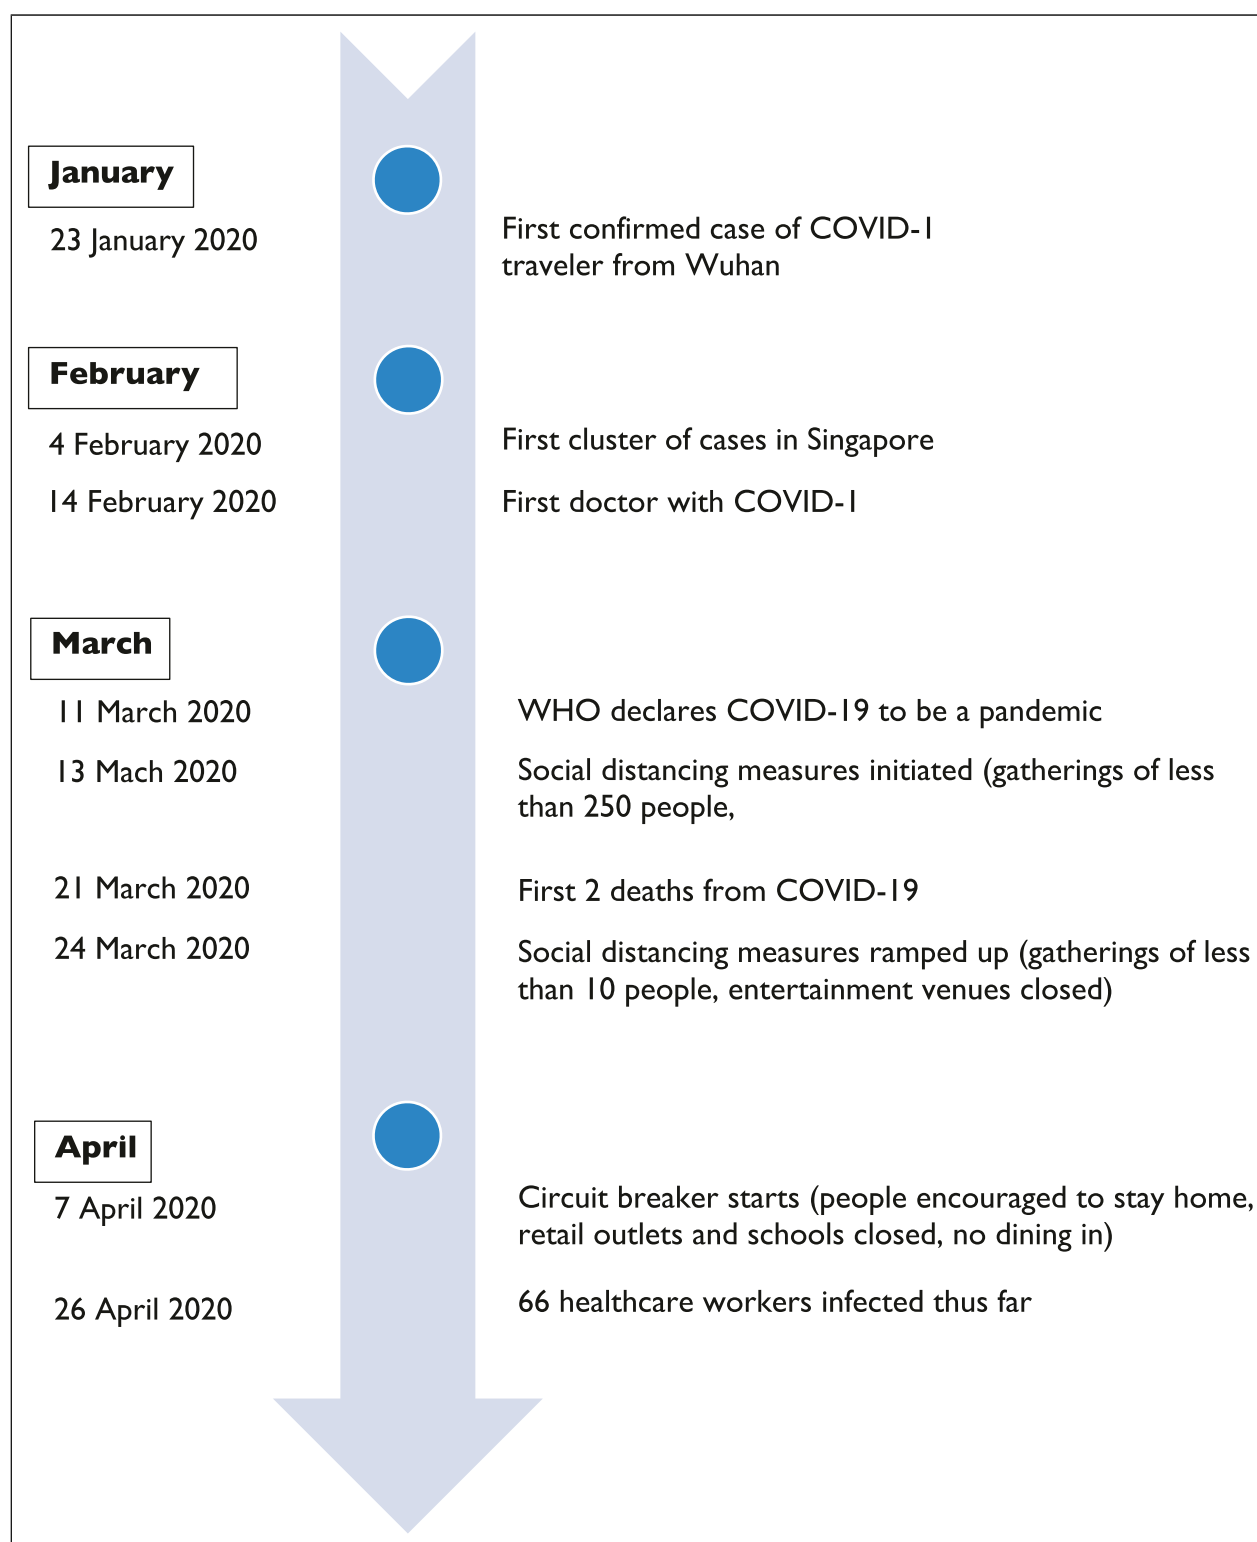 January
23 January 2020
First confirmed case of COVID-1
traveler from Wuhan
February
4 February 2020
First cluster of cases in Singapore
14 February 2020
First doctor with COVID-1
March
11 March 2020
WHO declares COVID-19 to be a pandemic
13 Mach 2020
Social distancing measures initiated (gatherings of less
than 250 people,
21 March 2020
First 2 deaths from COVID-19
24 March 2020
Social distancing measures ramped up (gatherings of less
than 10 people, entertainment venues closed)
April
7 April 2020
Circuit breaker starts (people encouraged to stay home,
retail outlets and schools closed, no dining in)
26 April 2020
66 healthcare workers infected thus far